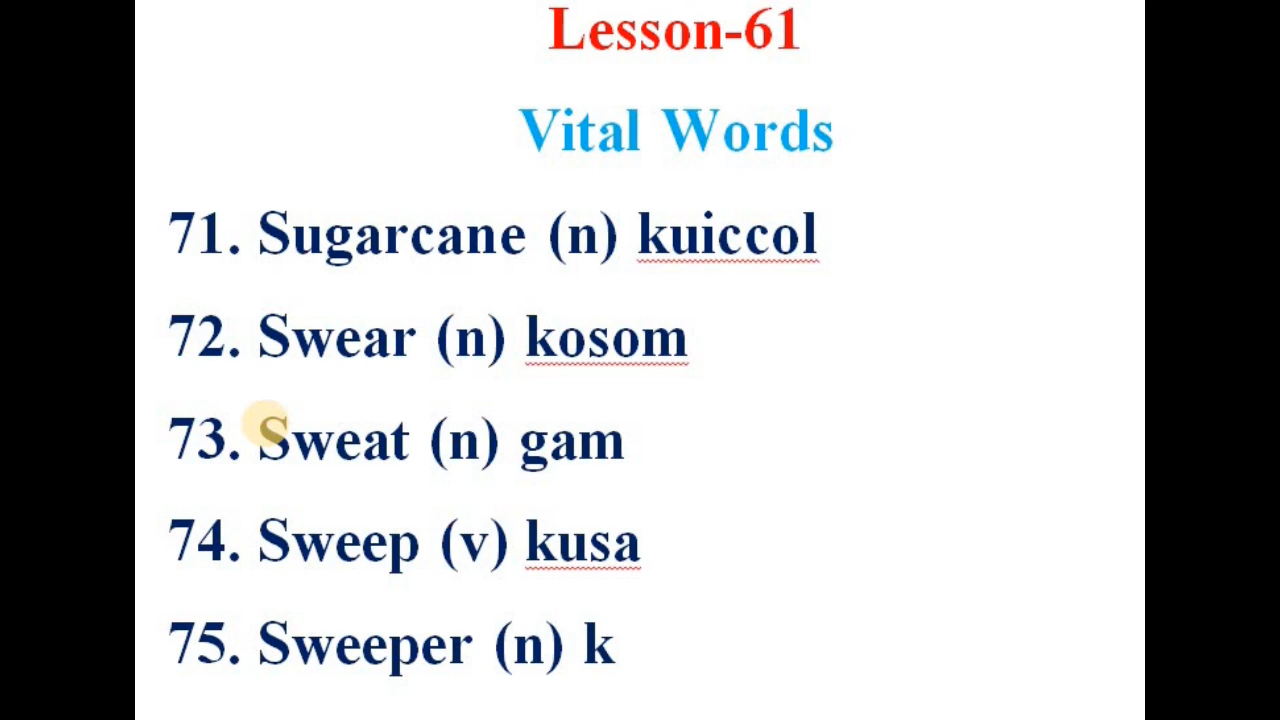 Lesson-61
Vital Words
71. Sugarcane (n) kuiccol
72. Swear (n) kosom
73. Sweat (n) gam
74. Sweep (v) kusa
75. Sweeper (n) k